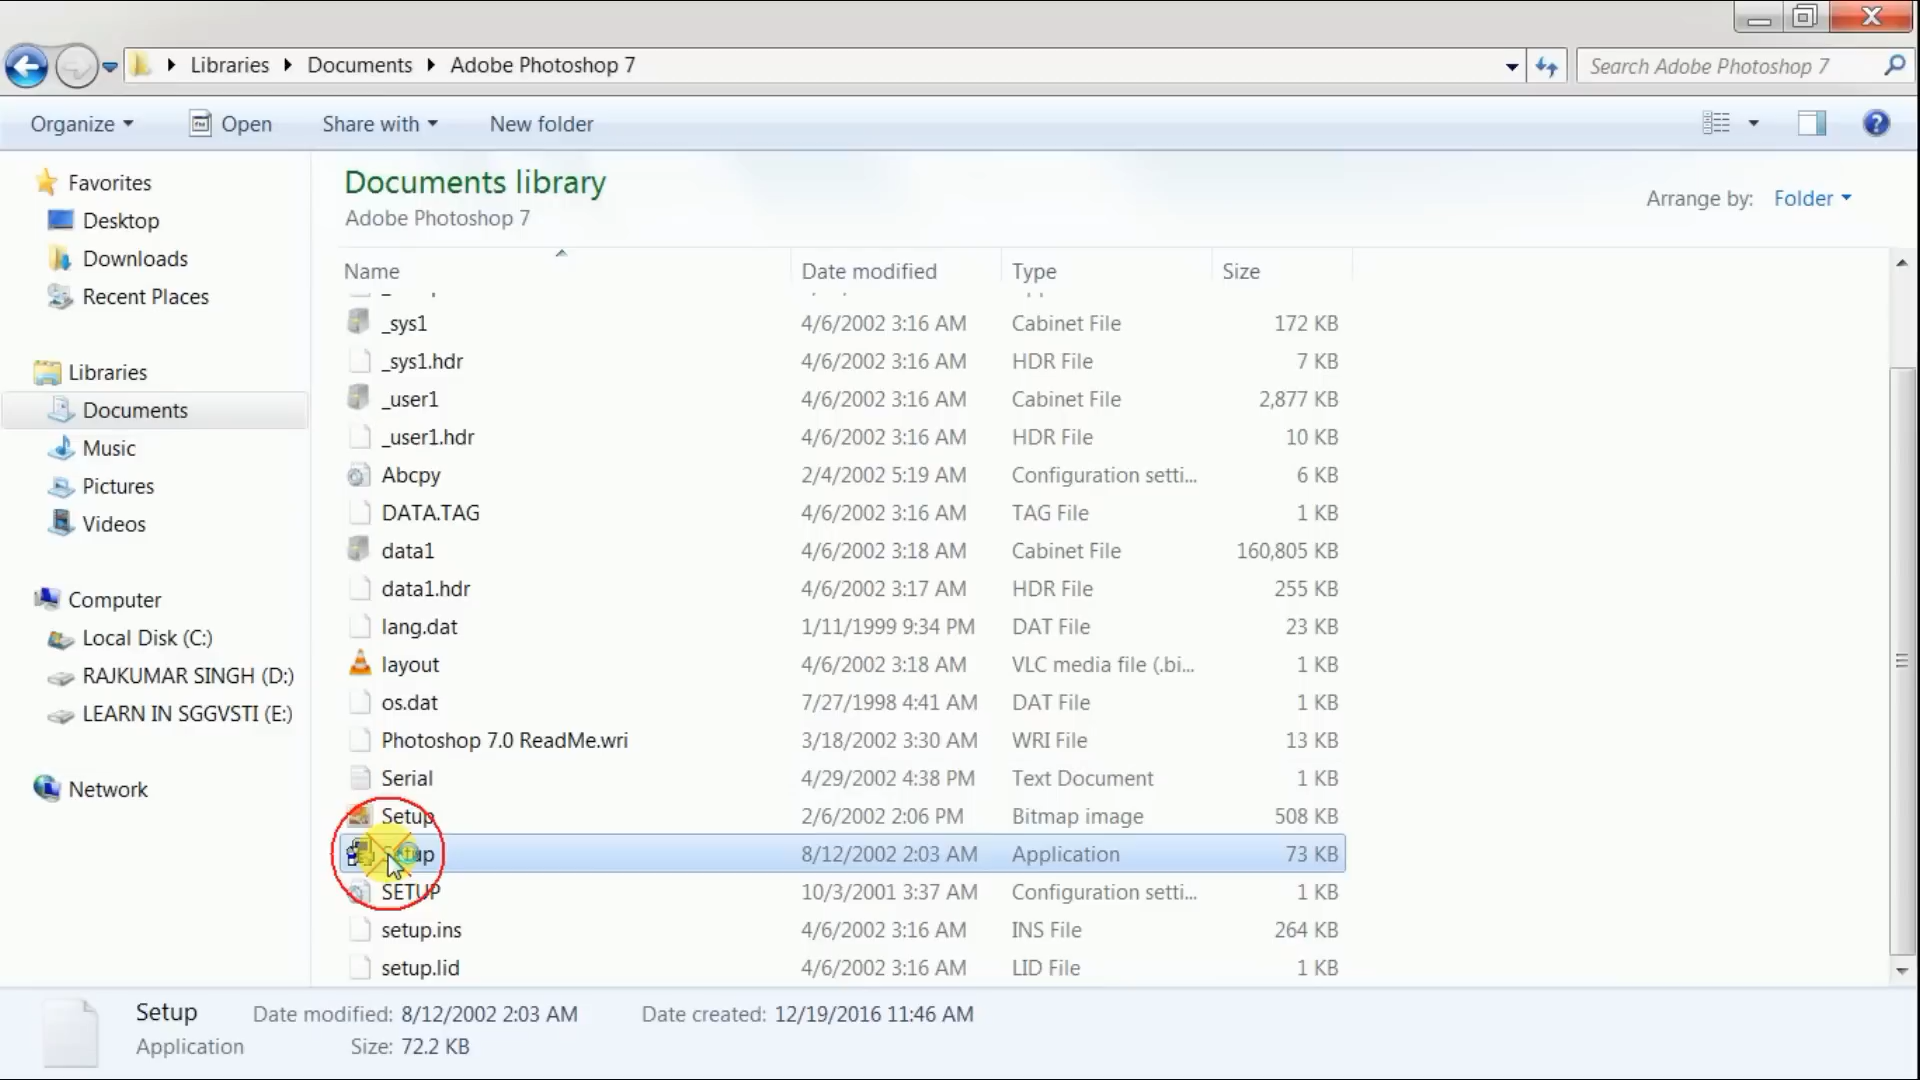 Libraries Documents Adobe Photoshop 7
Search Adobe Photoshop 7
Organize Open Share with New folder
Favorites
Desktop
Downloads
Recent Places
Libraries
Documents
Music
Pictures
Videos
Computer
Local Disk (C:)
RAJKUMAR SINGH (D:)
LEARN IN SGGVSTI (E:)
Network
Documents library
Adobe Photoshop 7
Arrange by: Folder
Name Date modified Type Size
_sys1 4/6/2002 3:16 AM Cabinet File 172 KB
_sys1.hdr 4/6/2002 3:16 AM HDR File 7 KB
_user1 4/6/2002 3:16 AM Cabinet File 2,877 KB
_user1.hdr 4/6/2002 3:16 AM HDR File 10 KB
Abcpy 2/4/2002 5:19 AM Configuration setti... 6 KB
DATA.TAG 4/6/2002 3:16 AM TAG File 1 KB
data1 4/6/2002 3:18 AM Cabinet File 160,805 KB
data1.hdr 4/6/2002 3:17 AM HDR File 255 KB
lang.dat 1/11/1999 9:34 PM DAT File 23 KB
layout 4/6/2002 3:18 AM VLC media file (.bi... 1 KB
os.dat 7/27/1998 4:41 AM DAT File 1 KB
Photoshop 7.0 ReadMe.wri 3/18/2002 3:30 AM WRI File 13 KB
Serial 4/29/2002 4:38 PM Text Document 1 KB
Setup 2/6/2002 2:06 PM Bitmap image 508 KB
Setup 8/12/2002 2:03 AM Application 73 KB
SETUP 10/3/2001 3:37 AM Configuration setti... 1 KB
setup.ins 4/6/2002 3:16 AM INS File 264 KB
setup.lid 4/6/2002 3:16 AM LID File 1 KB
Setup Date modified: 8/12/2002 2:03 AM Date created: 12/19/2016 11:46 AM
Application Size: 72.2 KB